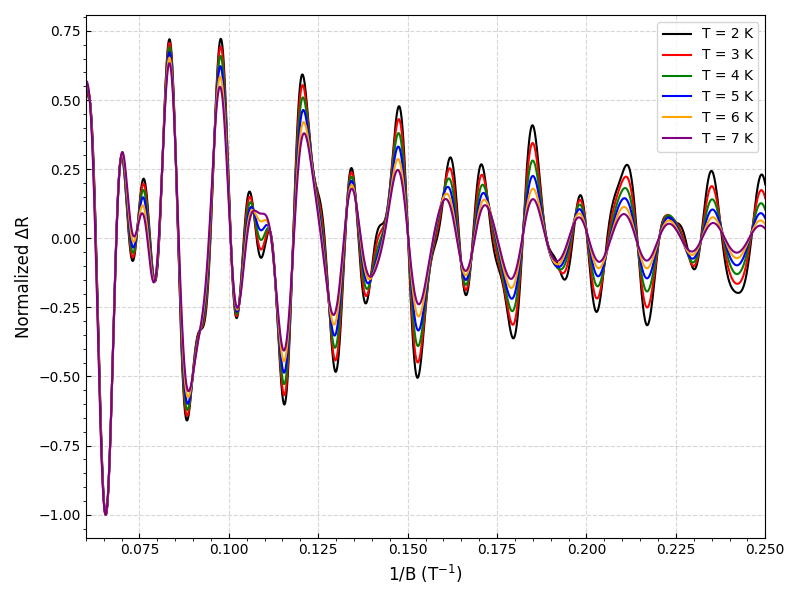 T = 2 K
T = 3 K
T = 4 K
T = 5 K
T = 6 K
T = 7 K
0.75
0.50
0.25
0.00
−0.25
−0.50
−0.75
−1.00
Normalized ΔR
0.075 0.100 0.125 0.150 0.175 0.200 0.225 0.250
1/B (T⁻¹)